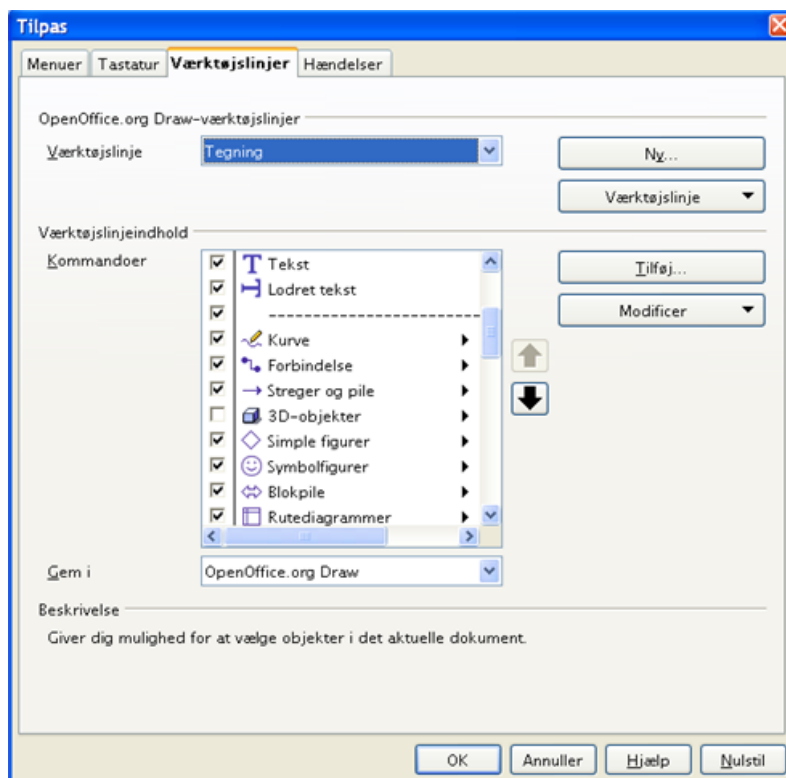 Tilpas
Menuer Tastatur Værktøjslinjer Hændelser
OpenOffice.org Draw-værktøjslinjer
Værktøjslinje Tegning Ny...
Værktøjslinje
Værktøjslinjeindhold
Kommandoer Tekst Tilføj...
Lodret tekst
------------------------
Modificer
Kurve
Forbindelse
Streger og pile
3D-objekter
Simple figurer
Symbolfigurer
Blokpile
Rutediagrammer
Gem i OpenOffice.org Draw
Beskrivelse
Giver dig mulighed for at vælge objekter i det aktuelle dokument.
OK Annuller Hjælp Nulstil